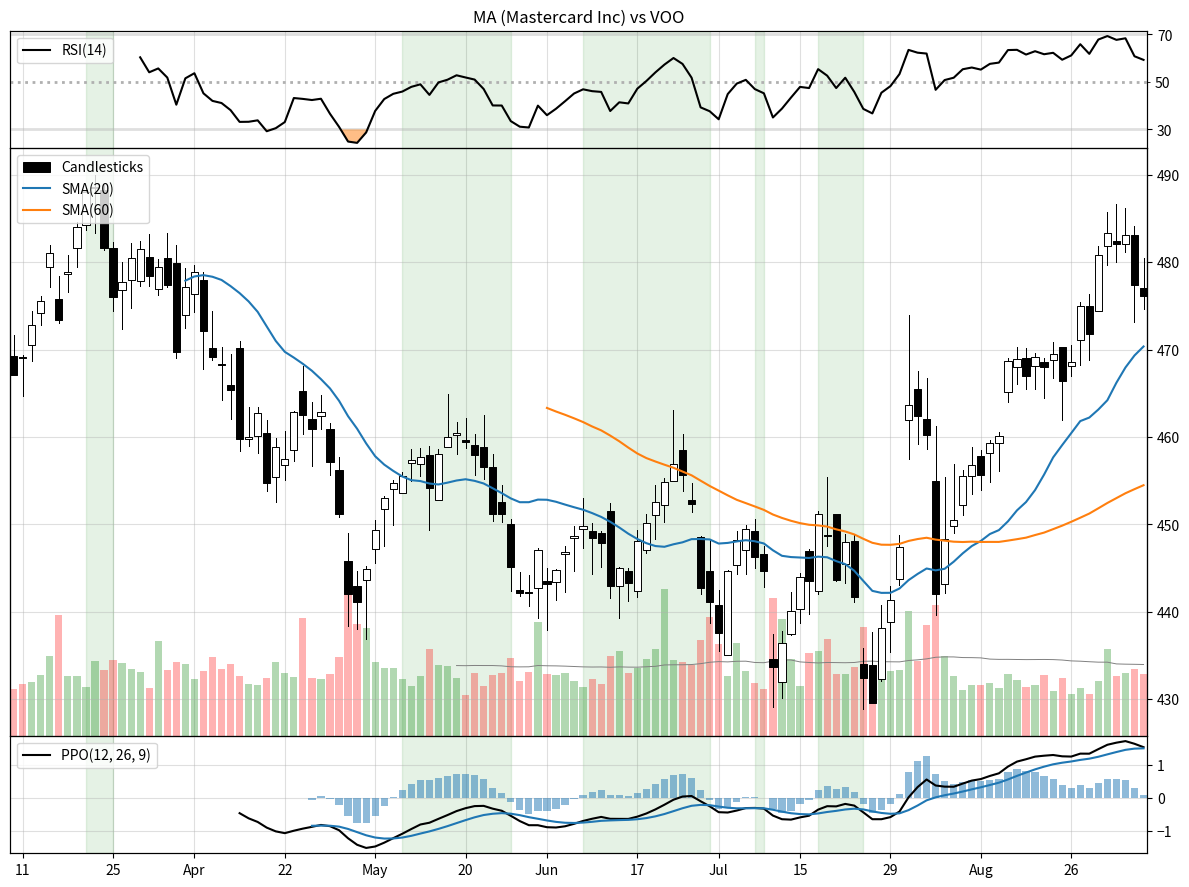 MA (Mastercard Inc) vs VOO
RSI(14)
70
50
30
Candlesticks
SMA(20)
SMA(60)
490
480
470
460
450
440
430
PPO(12, 26, 9)
1
0
−1
11 25 Apr 22 May 20 Jun 17 Jul 15 29 Aug 26